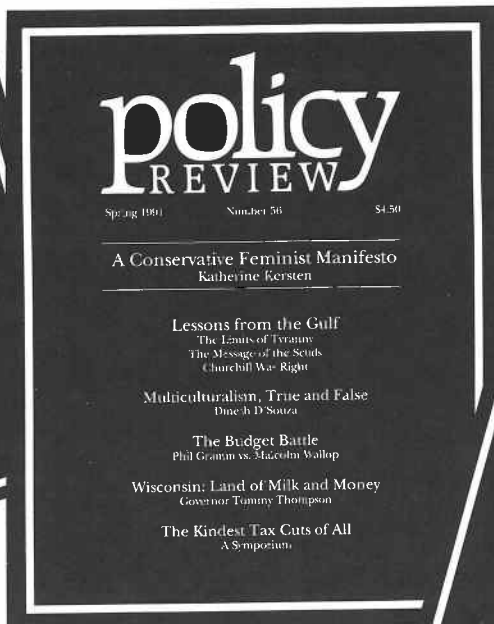 policy
REVIEW
Spring 1991 Number 56 $4.50
A Conservative Feminist Manifesto
Katherine Kersten
Lessons from the Gulf
The Limits of Tyranny
The Message of the Scuds
Churchill Was Right
Multiculturalism, True and False
Dinesh D'Souza
The Budget Battle
Phil Gramm vs. Malcolm Wallop
Wisconsin: Land of Milk and Money
Governor Tommy Thompson
The Kindest Tax Cuts of All
A Symposium